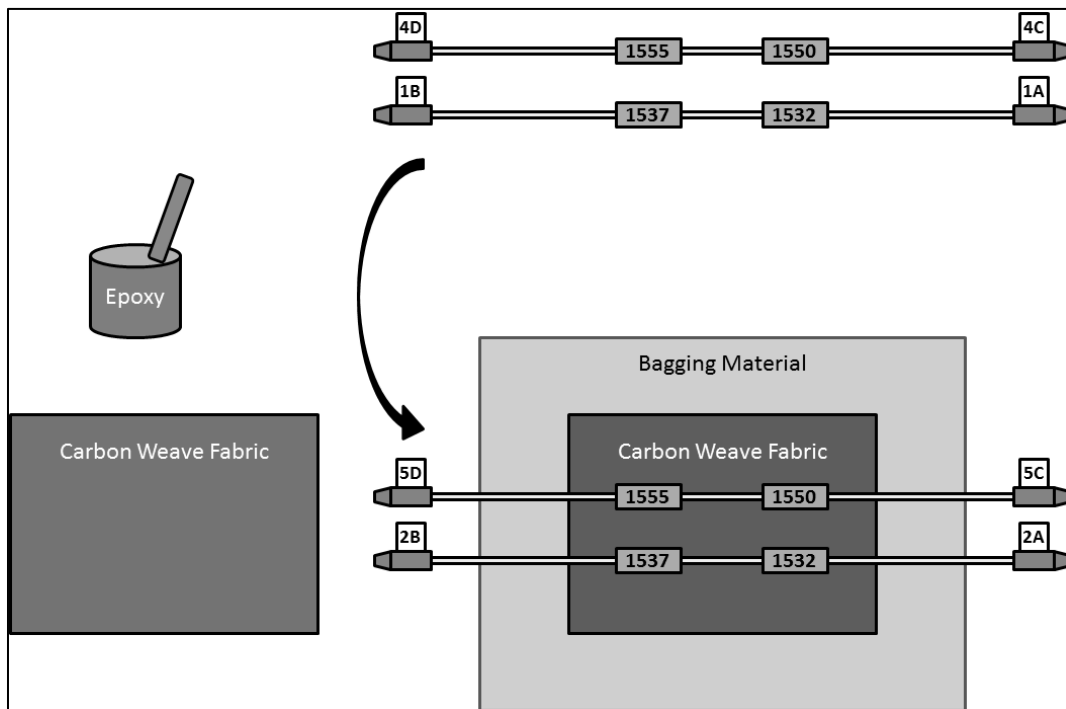 4D
4C
1555
1550
1B
1A
1537
1532
Epoxy
Bagging Material
Carbon Weave Fabric
Carbon Weave Fabric
5D
5C
1555
1550
2B
2A
1537
1532